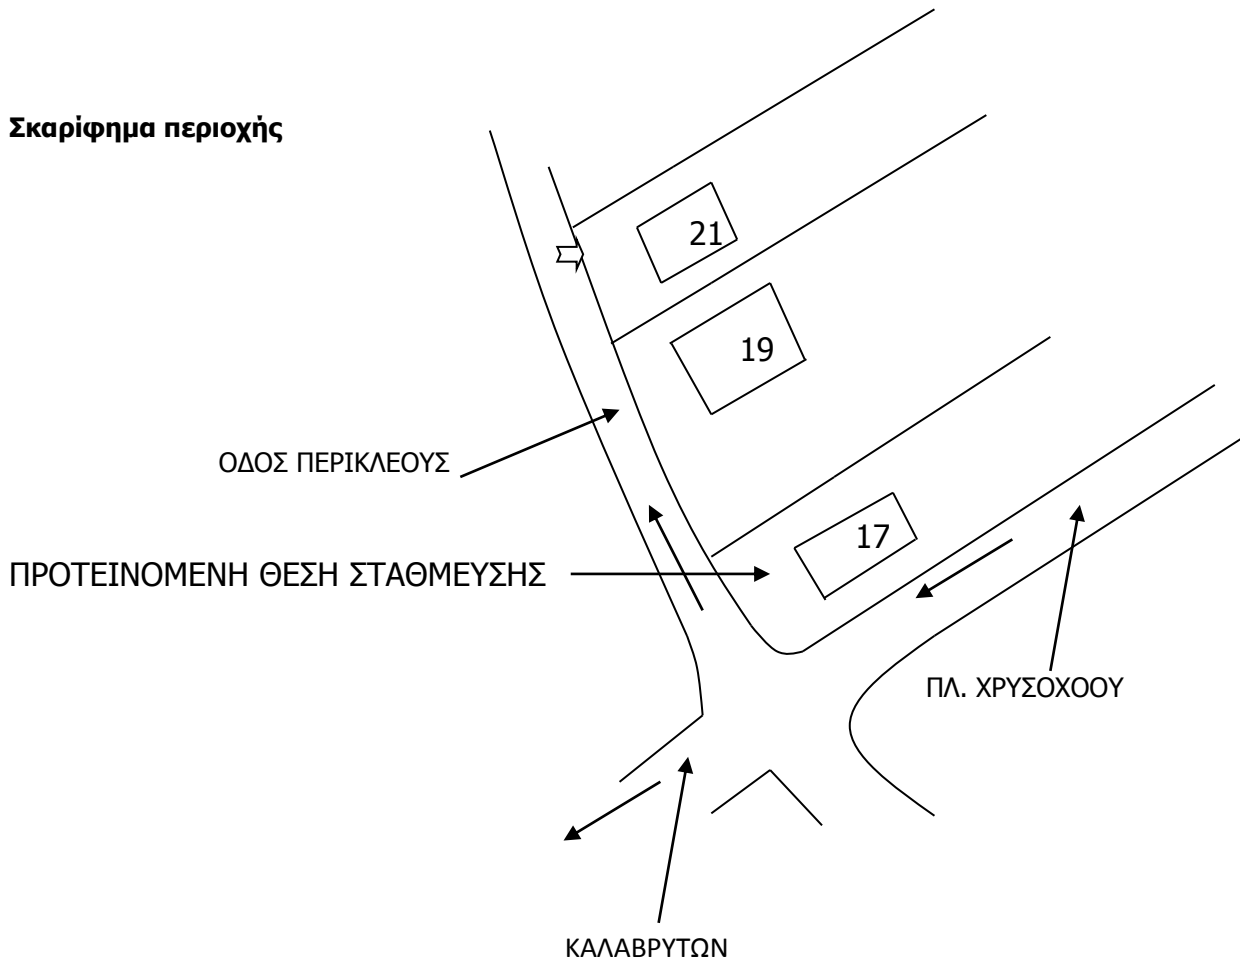 Σκαρίφημα περιοχής
21
19
ΟΔΟΣ ΠΕΡΙΚΛΕΟΥΣ
17
ΠΡΟΤΕΙΝΟΜΕΝΗ ΘΕΣΗ ΣΤΑΘΜΕΥΣΗΣ
ΠΛ. ΧΡΥΣΟΧΟΟΥ
ΚΑΛΑΒΡΥΤΩΝ